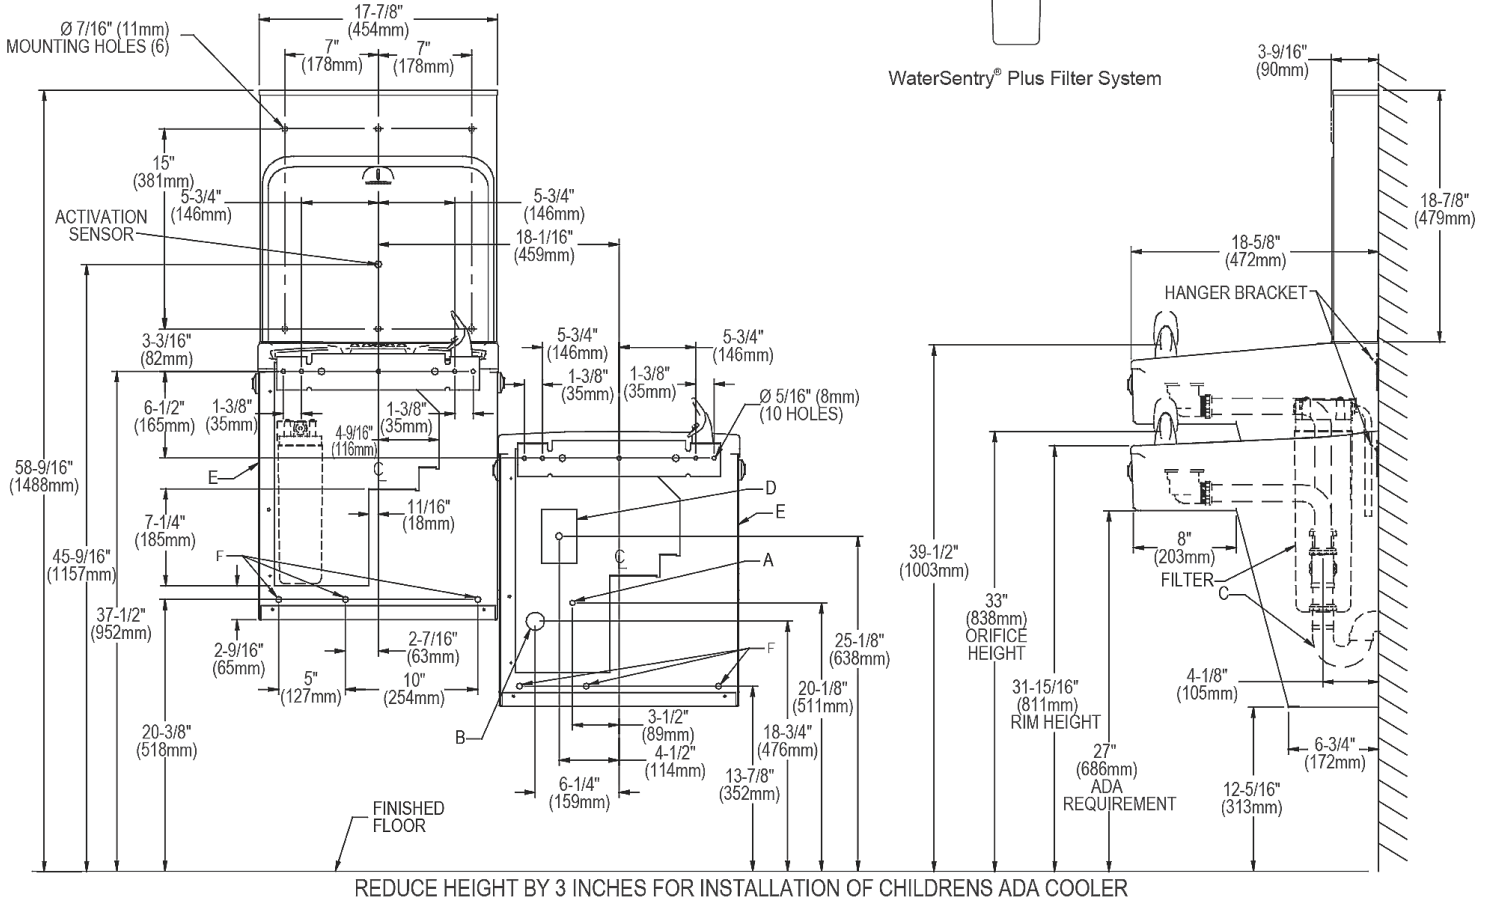 17-7/8"
(454mm)
Ø 7/16" (11mm)
MOUNTING HOLES (6)
7"
(178mm)
7"
(178mm)
WaterSentry® Plus Filter System
3-9/16"
(90mm)
15"
(381mm)
5-3/4"
(146mm)
5-3/4"
(146mm)
ACTIVATION
SENSOR
18-1/16"
(459mm)
18-7/8"
(479mm)
18-5/8"
(472mm)
HANGER BRACKET
3-3/16"
(82mm)
5-3/4"
(146mm)
5-3/4"
(146mm)
1-3/8"
(35mm)
1-3/8"
(35mm)
6-1/2"
(165mm)
1-3/8"
(35mm)
1-3/8"
(35mm)
Ø 5/16" (8mm)
(10 HOLES)
4-9/16"
(116mm)
C
58-9/16"
(1488mm)
E
D
11/16"
(18mm)
E
7-1/4"
(185mm)
F
45-9/16"
(1157mm)
C
A
39-1/2"
(1003mm)
8"
(203mm)
FILTER
C
37-1/2"
(952mm)
33"
(838mm)
ORIFICE
HEIGHT
2-9/16"
(65mm)
2-7/16"
(63mm)
25-1/8"
(638mm)
F
5"
(127mm)
10"
(254mm)
20-1/8"
(511mm)
31-15/16"
(811mm)
RIM HEIGHT
4-1/8"
(105mm)
20-3/8"
(518mm)
B
3-1/2"
(89mm)
18-3/4"
(476mm)
4-1/2"
(114mm)
27"
(686mm)
ADA
REQUIREMENT
6-3/4"
(172mm)
6-1/4"
(159mm)
13-7/8"
(352mm)
12-5/16"
(313mm)
FINISHED
FLOOR
REDUCE HEIGHT BY 3 INCHES FOR INSTALLATION OF CHILDRENS ADA COOLER